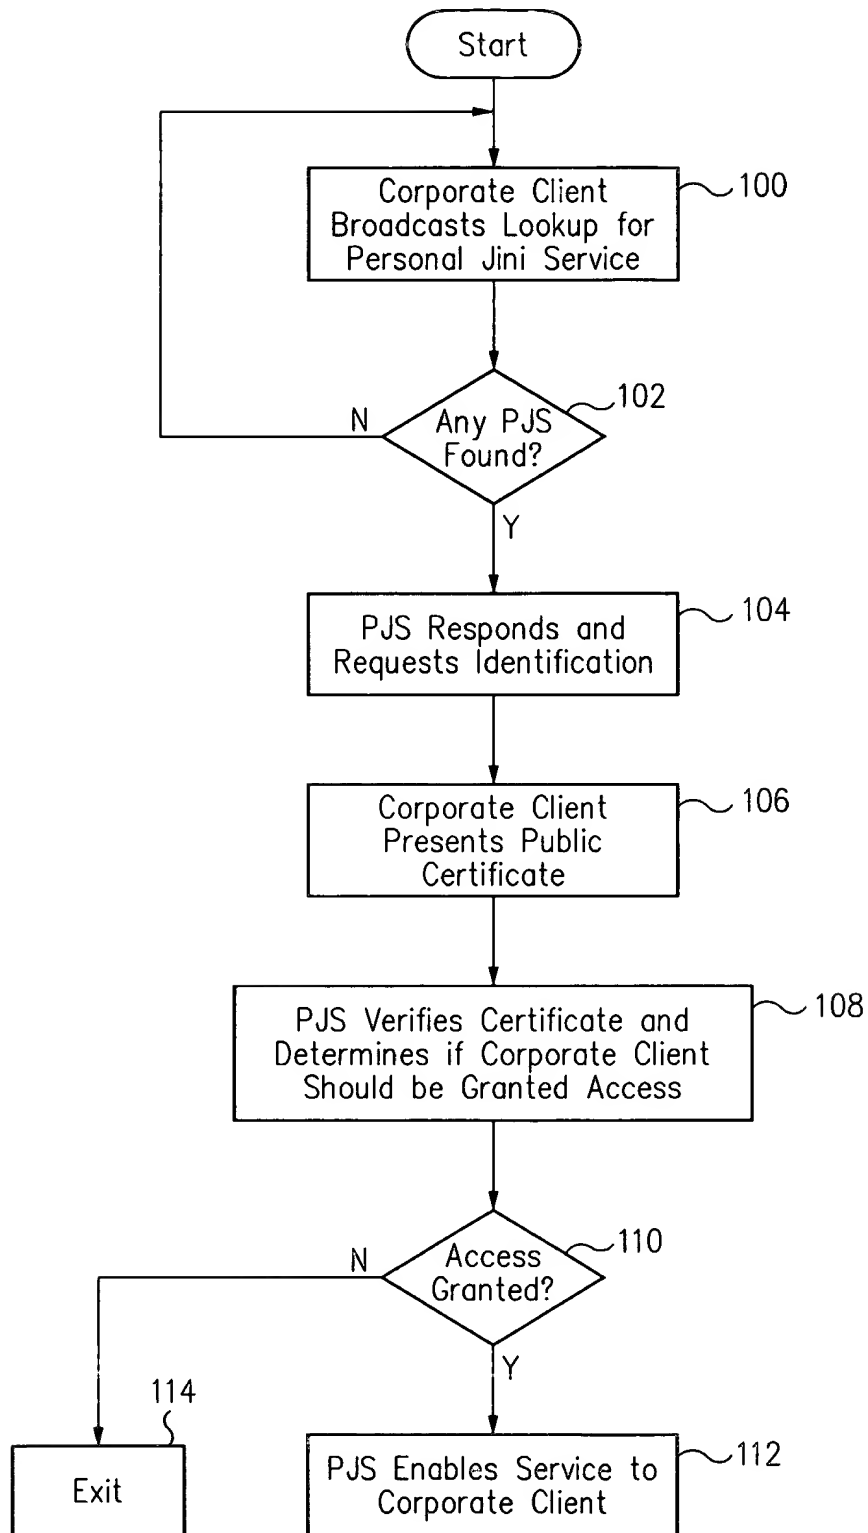 Start
Corporate Client
Broadcasts Lookup for
Personal Jini Service
100
Any PJS
Found?
102
N
Y
PJS Responds and
Requests Identification
104
Corporate Client
Presents Public
Certificate
106
PJS Verifies Certificate and
Determines if Corporate Client
Should be Granted Access
108
Access
Granted?
110
N
Y
114
Exit
PJS Enables Service to
Corporate Client
112